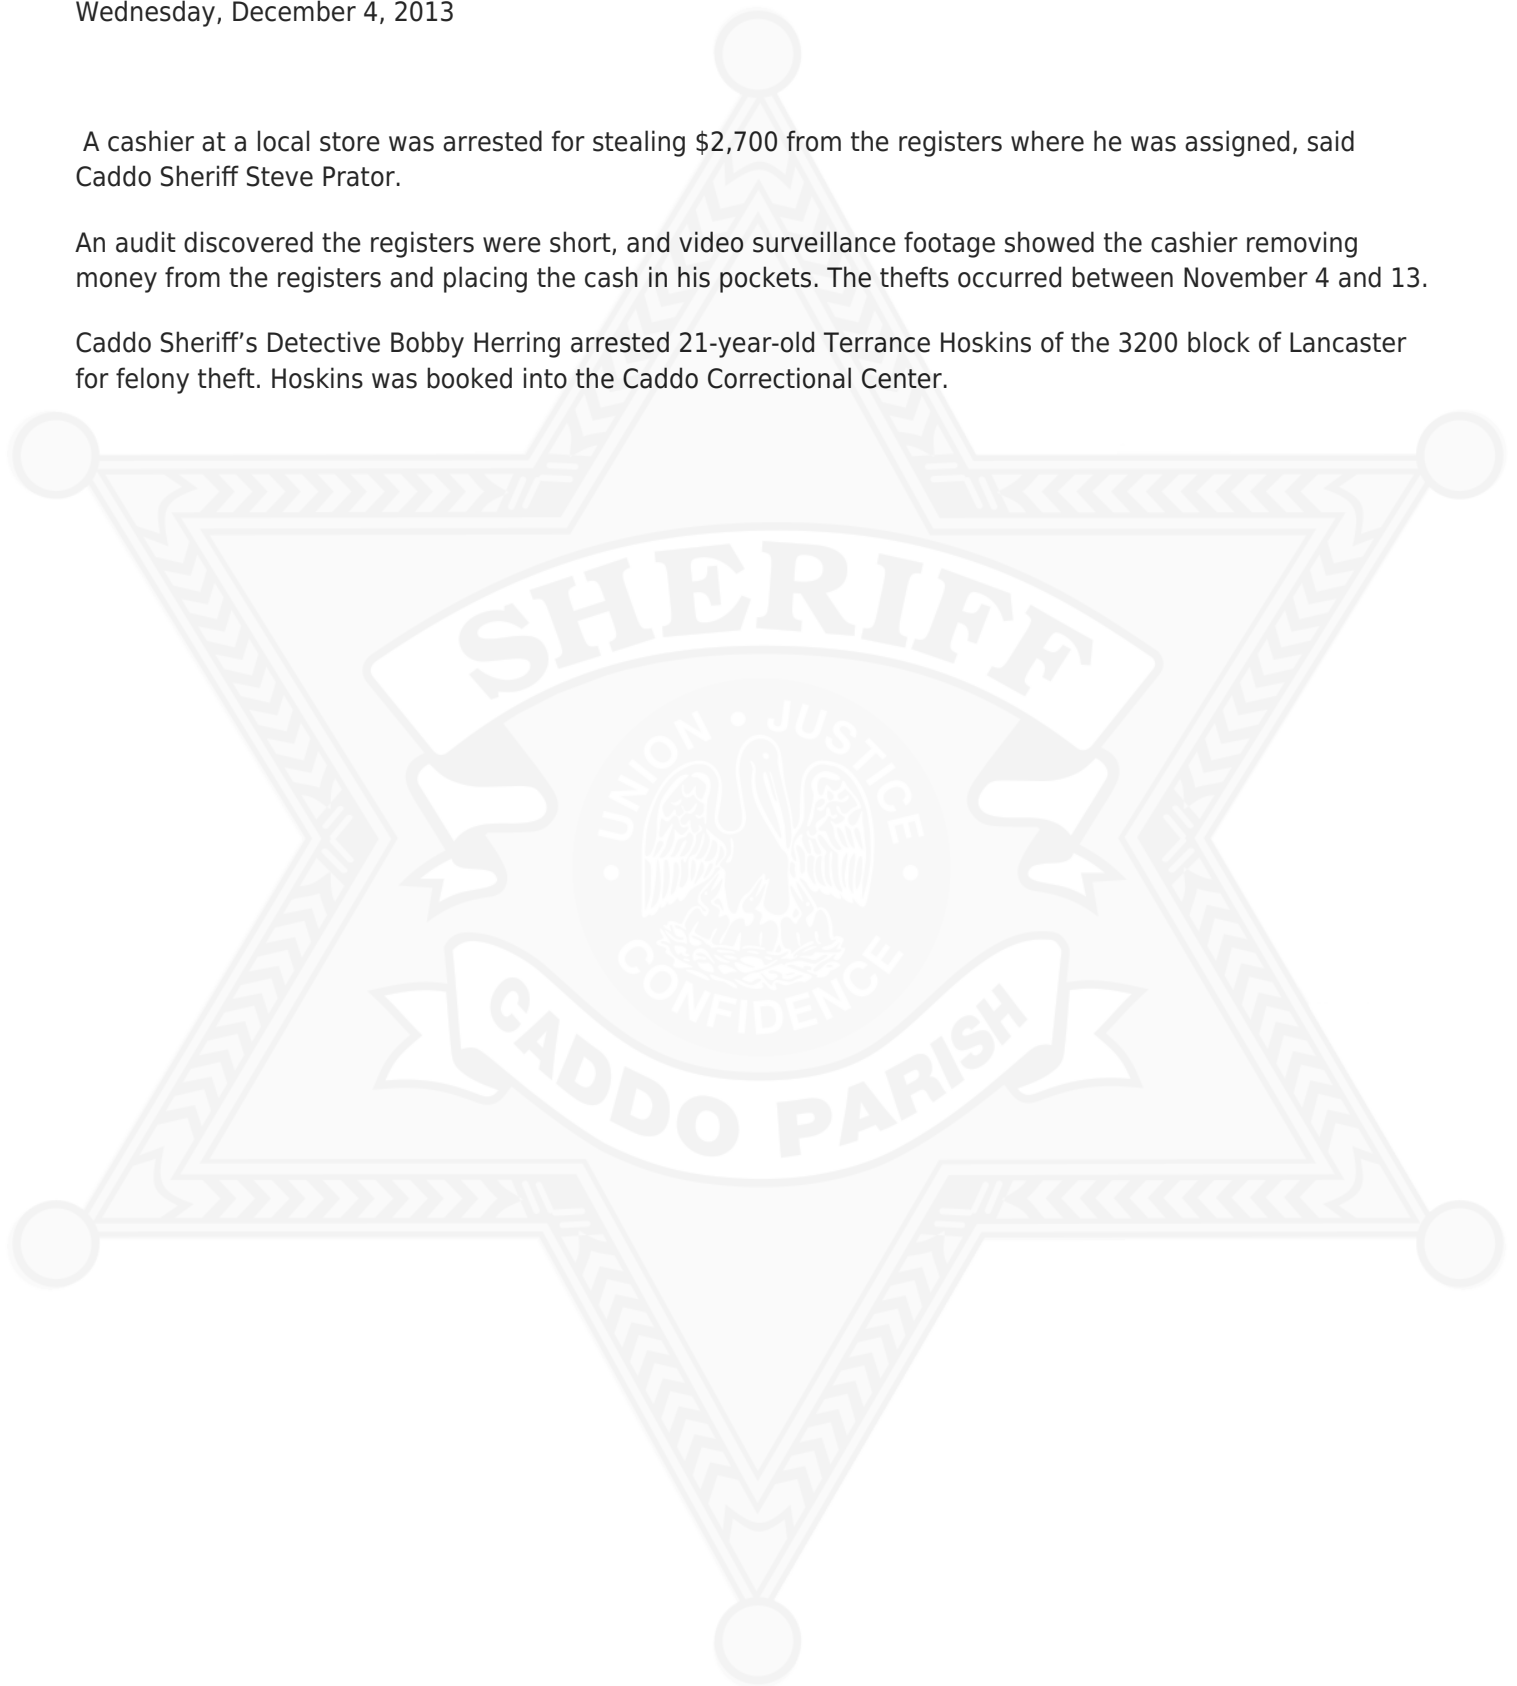 Wednesday, December 4, 2013
A cashier at a local store was arrested for stealing $2,700 from the registers where he was assigned, said
Caddo Sheriff Steve Prator.
An audit discovered the registers were short, and video surveillance footage showed the cashier removing
money from the registers and placing the cash in his pockets. The thefts occurred between November 4 and 13.
Caddo Sheriff’s Detective Bobby Herring arrested 21-year-old Terrance Hoskins of the 3200 block of Lancaster
for felony theft. Hoskins was booked into the Caddo Correctional Center.
SHERIFF
UNION • JUSTICE •
CONFIDENCE •
CADDO PARISH